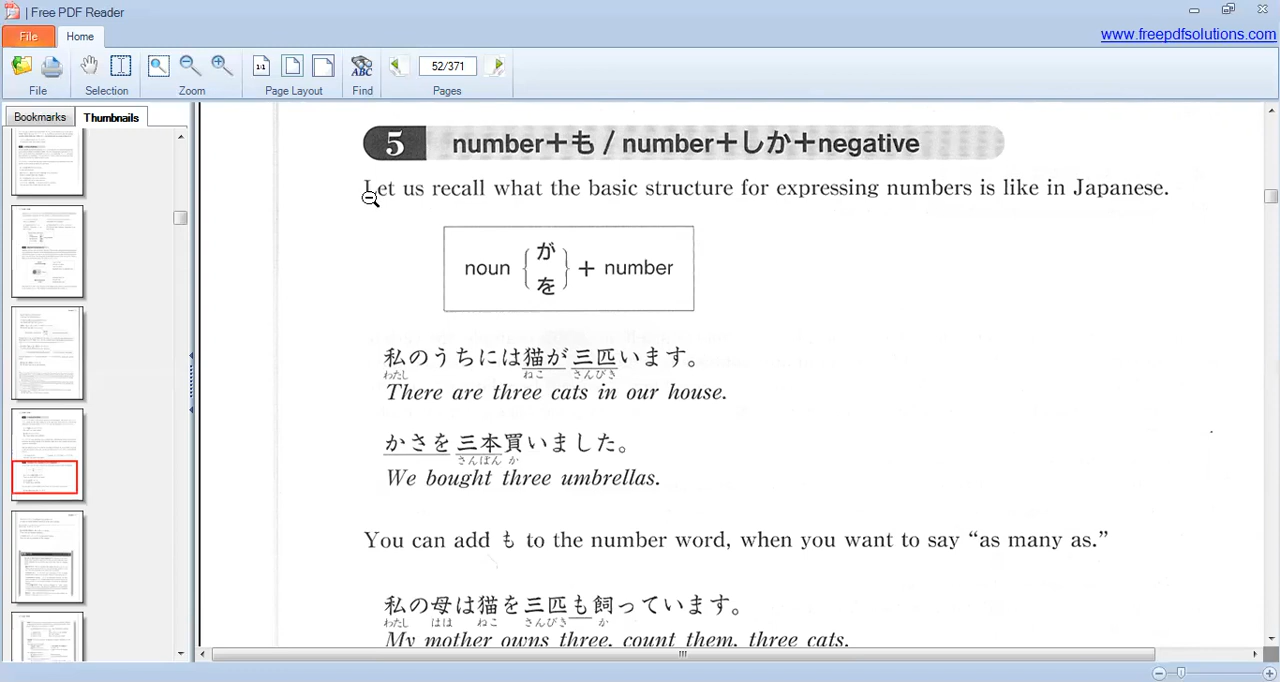 Free PDF Reader
www.freepdfsolutions.com
File
Home
1:1
ABC
52/371
File
Selection
Zoom
Page Layout
Find
Pages
Bookmarks
Thumbnails
5 number+も / number+しか+negative
Let us recall what the basic structure for expressing numbers is like in Japanese.
noun { が を } + number
私のうちには猫が三匹います。
わたし ねこ さんびき
There are three cats in our house.
かさを三本買いました。
さんぼん か
We bought three umbrellas.
You can add も to the number word, when you want to say “as many as.”
私の母は猫を三匹も飼っています。
わたし はは ねこ さんびき か
My mother owns three, count them, three cats.